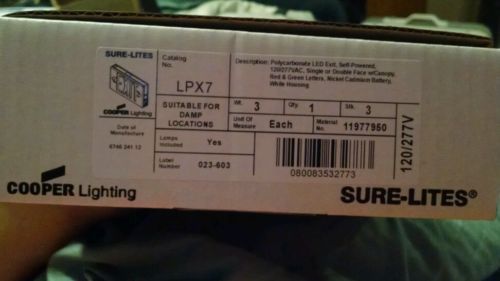 SURE-LITES
COOPER Lighting
Date of
Manufacture
6746 241 12
Catalog
No.
LPX7
SUITABLE FOR
DAMP
LOCATIONS
Lamps
Included
Yes
Label
Number
023-603
Description: Polycarbonate LED Exit, Self-Powered,
120/277VAC, Single or Double Face w/Canopy,
Red & Green Letters, Nickel Cadmium Battery,
White Housing
Wt. 3 Qty. 1 Stk. 3
Unit Of
Measure
Each
Material
No.
11977950
080083532773
120/277V
COOPER Lighting
SURE-LITES®